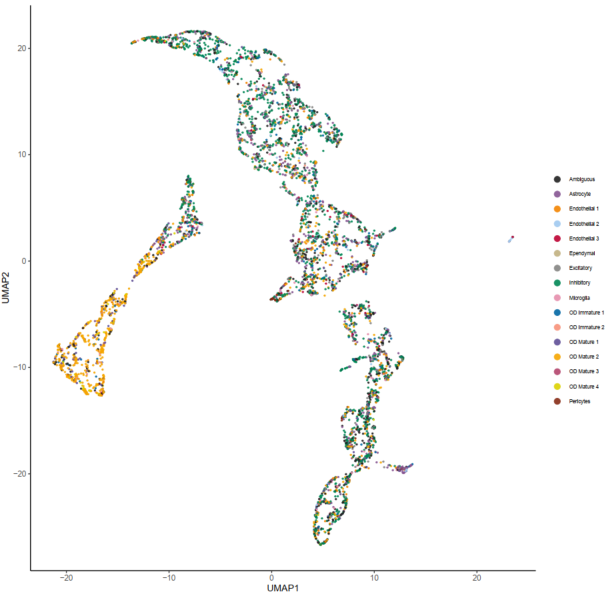 20
10
0
−10
−20
UMAP2
−20
−10
0
10
20
UMAP1
Ambiguous
Astrocyte
Endothelial 1
Endothelial 2
Endothelial 3
Ependymal
Excitatory
Inhibitory
Microglia
OD Immature 1
OD Immature 2
OD Mature 1
OD Mature 2
OD Mature 3
OD Mature 4
Pericytes